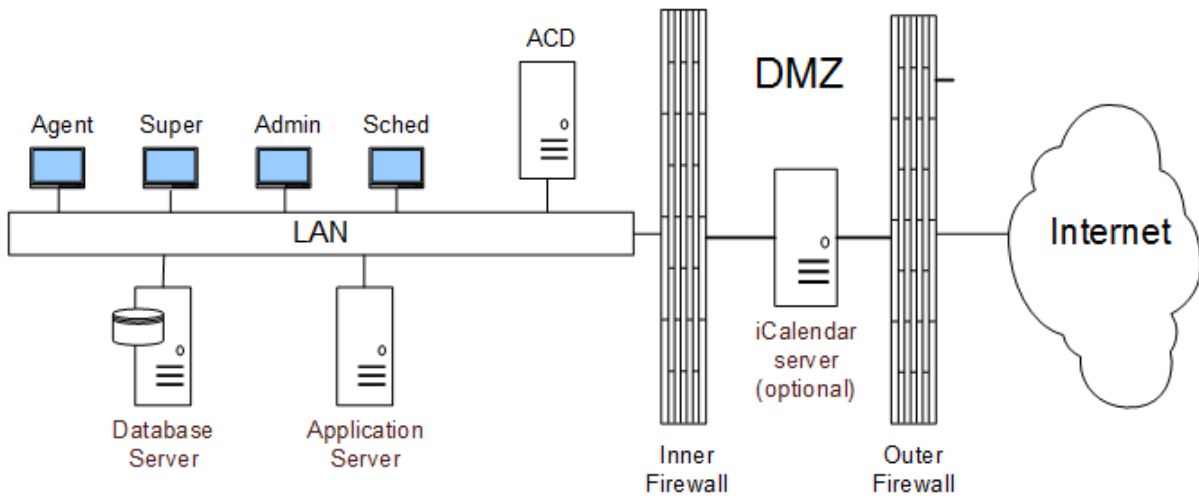 ACD
DMZ
Agent
Super
Admin
Sched
LAN
Internet
iCalendar
server
(optional)
Database
Server
Application
Server
Inner
Firewall
Outer
Firewall